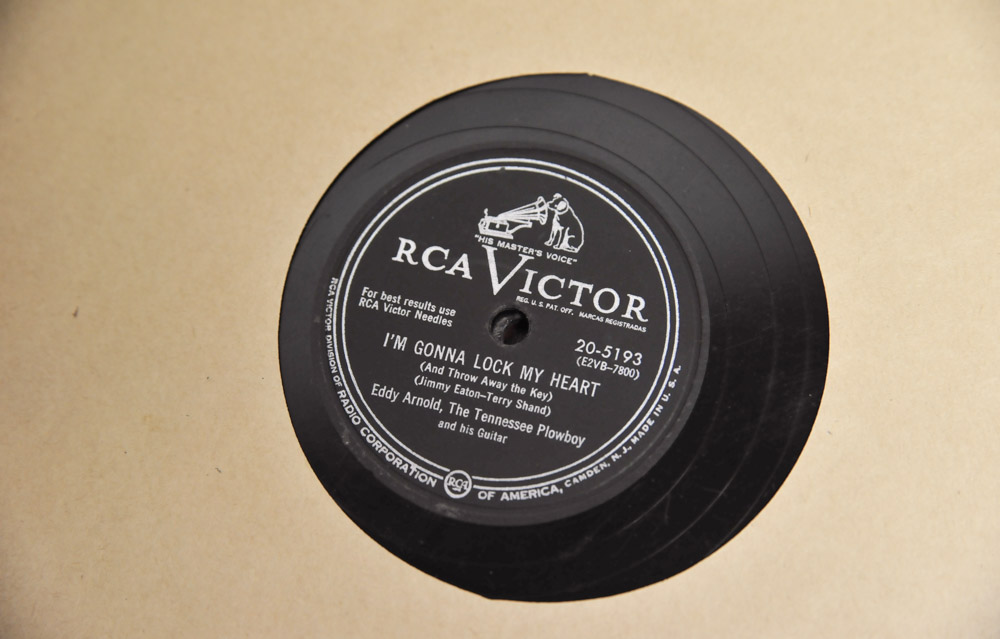 "HIS MASTER'S VOICE"
RCA VICTOR
REG. U. S. PAT. OFF. MARCAS REGISTRADAS
For best results use
RCA Victor Needles
20-5193
(E2VB-7800)
I'M GONNA LOCK MY HEART
(And Throw Away the Key)
(Jimmy Eaton-Terry Shand)
Eddy Arnold, The Tennessee Plowboy
and his Guitar
RCA VICTOR DIVISION OF RADIO CORPORATION RCA OF AMERICA, CAMDEN, N. J., MADE IN U. S. A.